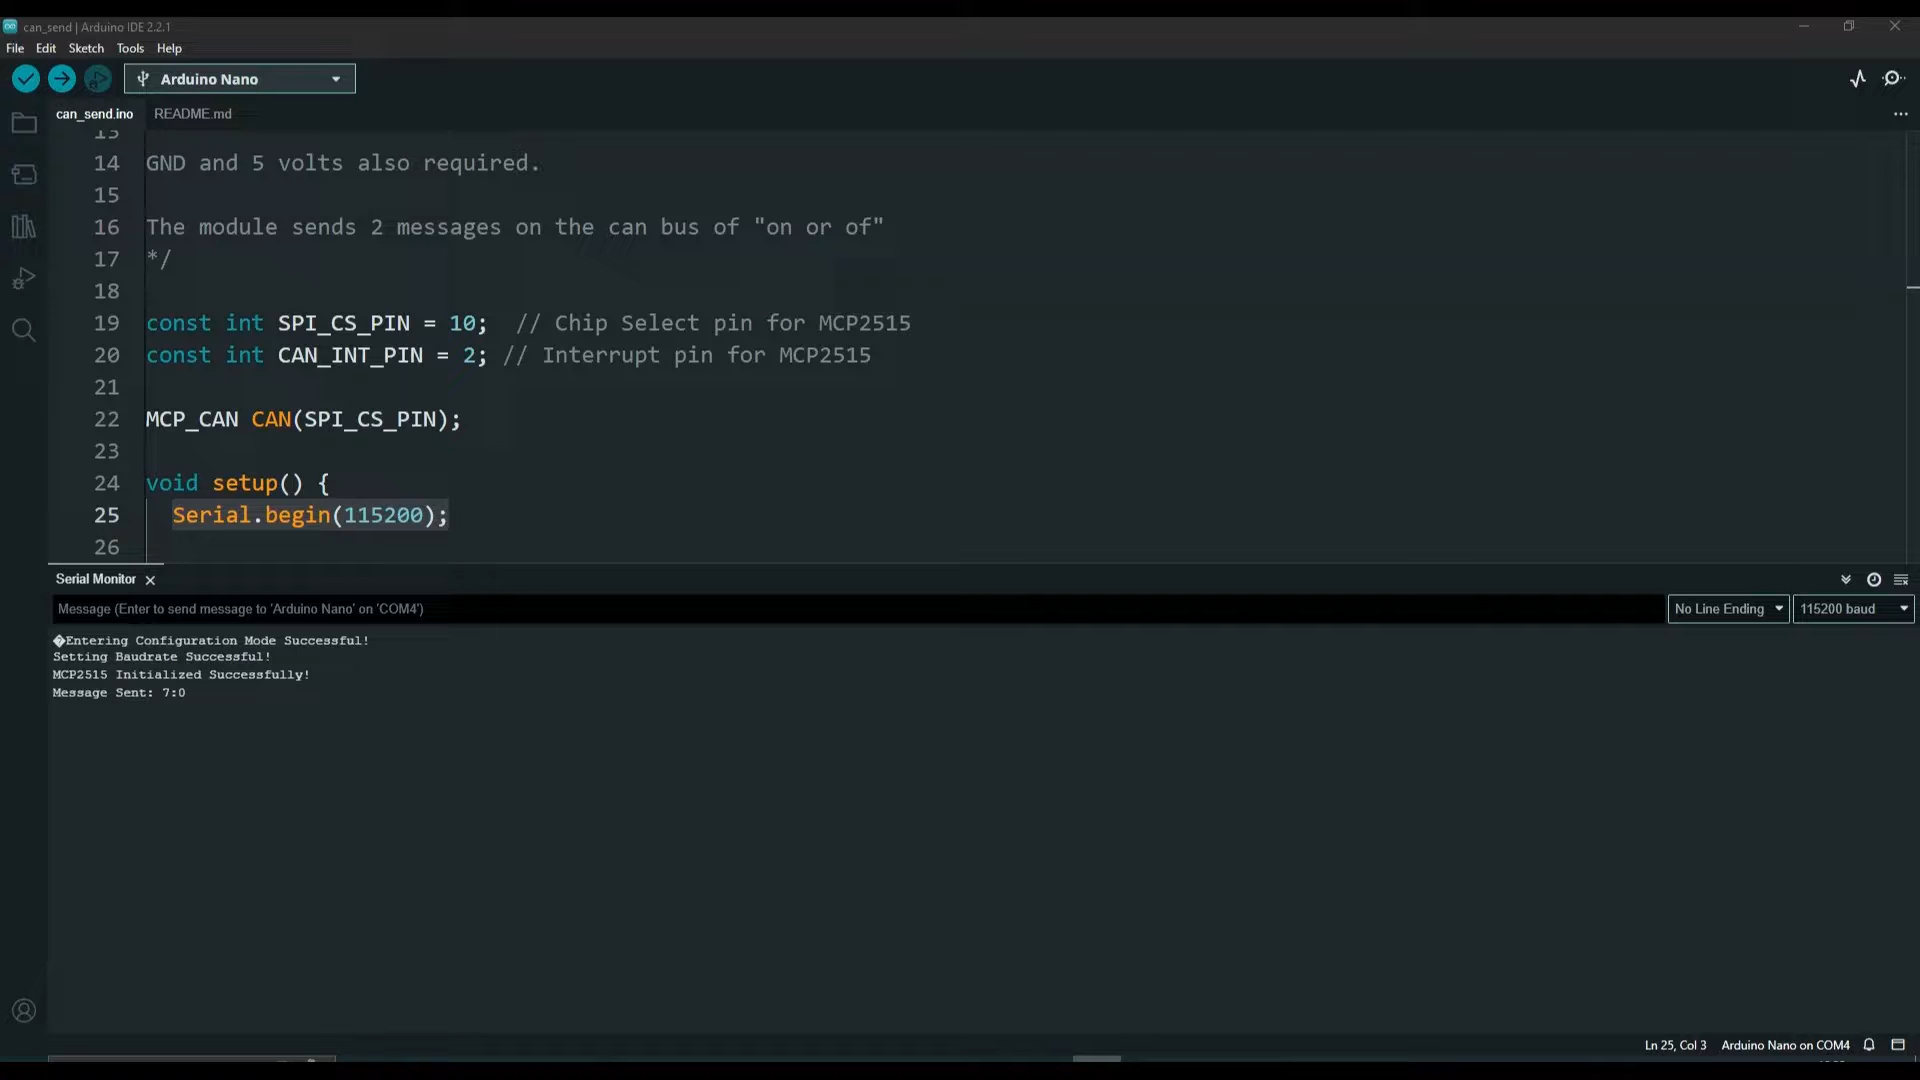 can_send | Arduino IDE 2.2.1
File Edit Sketch Tools Help
Arduino Nano
can_send.ino README.md
13
14 GND and 5 volts also required.
15
16 The module sends 2 messages on the can bus of "on or of"
17 */
18
19 const int SPI_CS_PIN = 10; // Chip Select pin for MCP2515
20 const int CAN_INT_PIN = 2; // Interrupt pin for MCP2515
21
22 MCP_CAN CAN(SPI_CS_PIN);
23
24 void setup() {
25 Serial.begin(115200);
26
Serial Monitor
Message (Enter to send message to 'Arduino Nano' on 'COM4') No Line Ending 115200 baud
�Entering Configuration Mode Successful!
Setting Baudrate Successful!
MCP2515 Initialized Successfully!
Message Sent: 7:0
Ln 25, Col 3 Arduino Nano on COM4